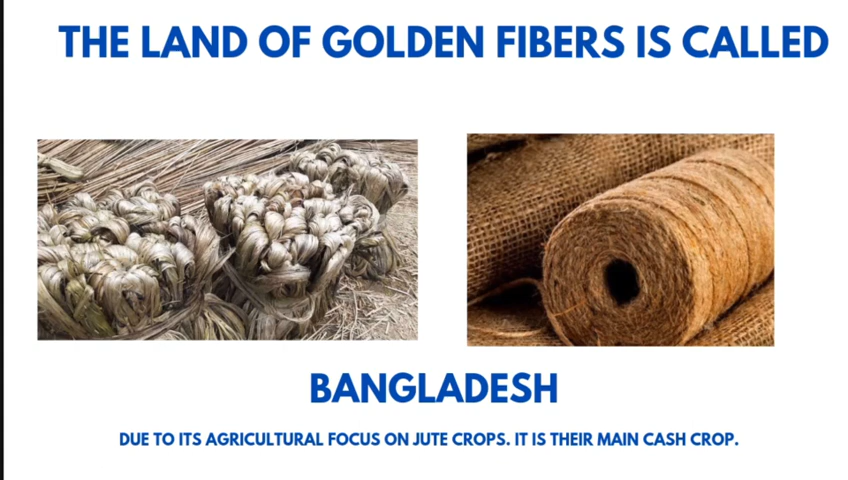 THE LAND OF GOLDEN FIBERS IS CALLED
BANGLADESH
DUE TO ITS AGRICULTURAL FOCUS ON JUTE CROPS. IT IS THEIR MAIN CASH CROP.